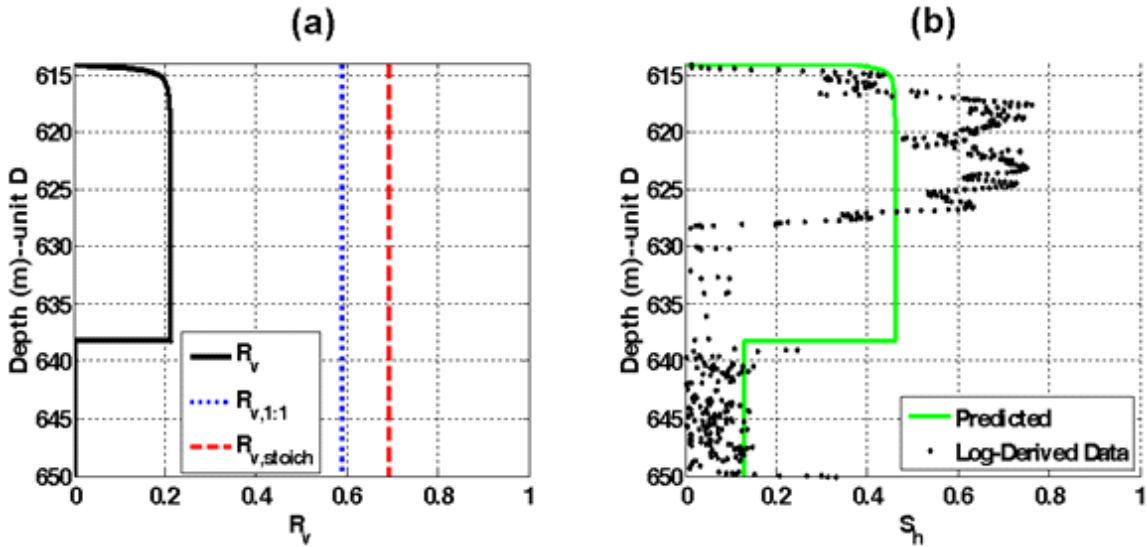 (a)
Depth (m)--unit D
615
620
625
630
635
640
645
650
0
0.2
0.4
0.6
0.8
1
R_v
R_v
R_v,1:1
R_v,stoich
(b)
Depth (m)--unit D
615
620
625
630
635
640
645
650
0
0.2
0.4
0.6
0.8
1
S_h
Predicted
Log-Derived Data